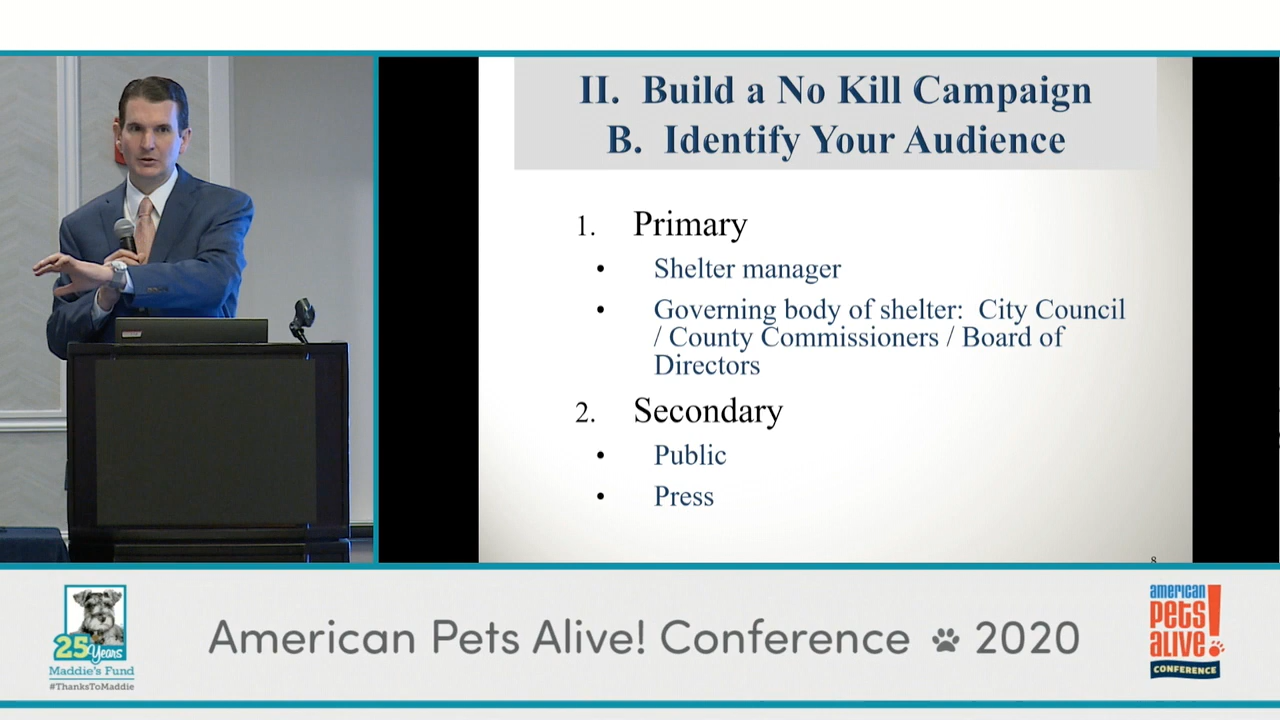 II. Build a No Kill Campaign
B. Identify Your Audience
1. Primary
• Shelter manager
• Governing body of shelter: City Council
/ County Commissioners / Board of
Directors
2. Secondary
• Public
• Press
8
25 Years
Maddie's Fund
#ThanksToMaddie
American Pets Alive! Conference 2020
american
PETS
ALIVE!
CONFERENCE